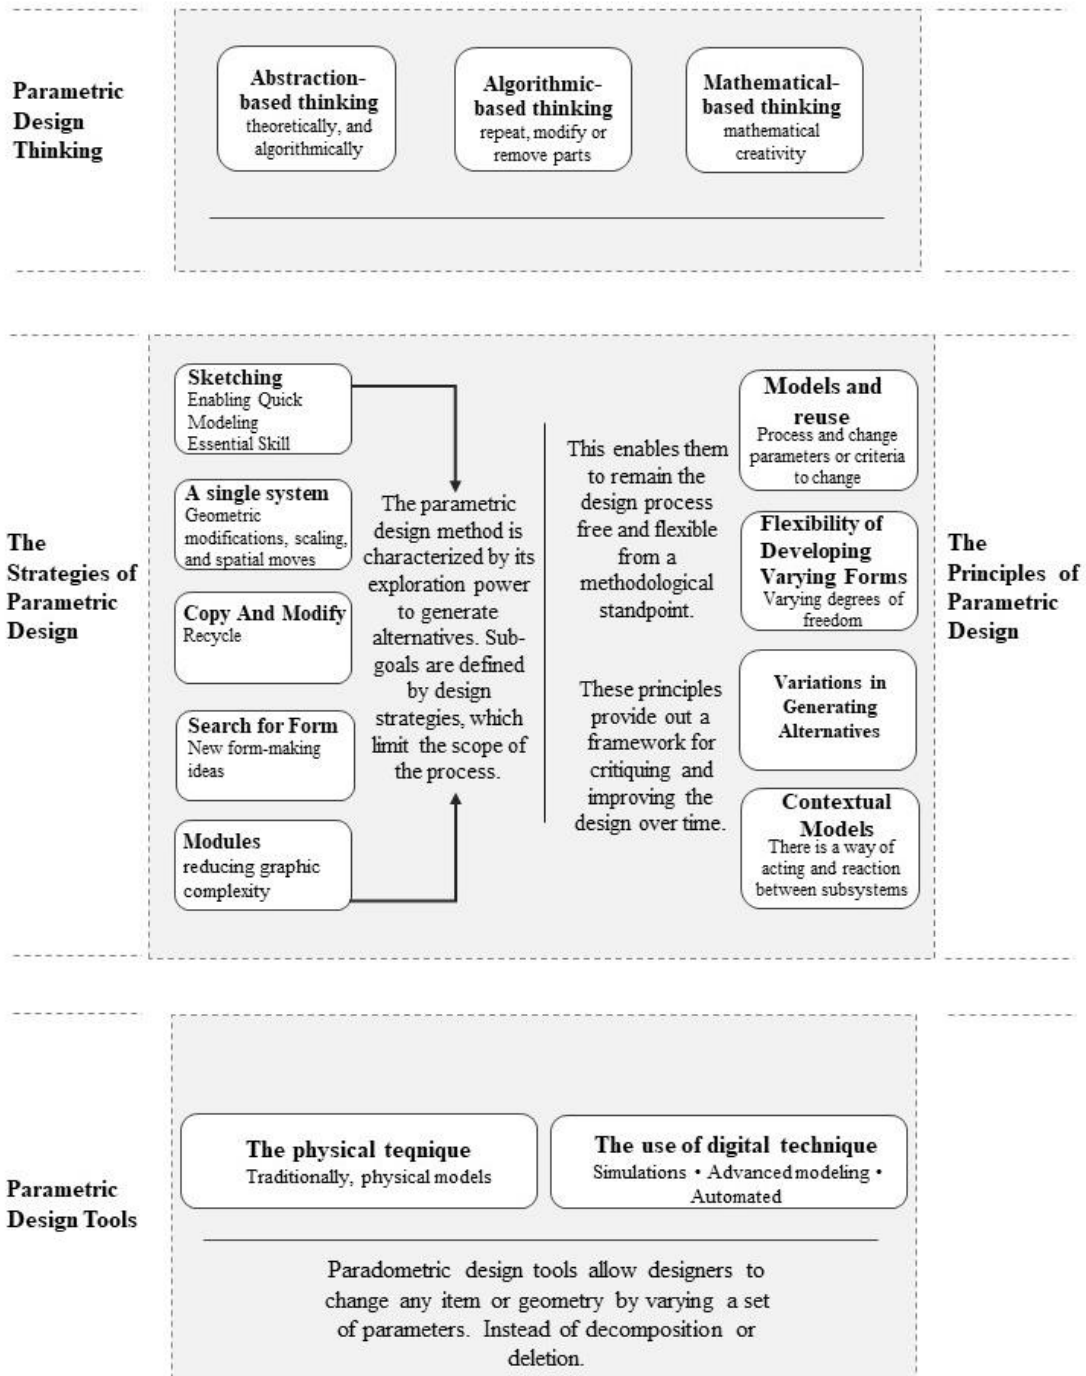 Parametric
Design
Thinking
Abstraction-
based thinking
theoretically, and
algorithmically
Algorithmic-
based thinking
repeat, modify or
remove parts
Mathematical-
based thinking
mathematical
creativity
The
Strategies of
Parametric
Design
Sketching
Enabling Quick
Modeling
Essential Skill
A single system
Geometric
modifications, scaling,
and spatial moves
Copy And Modify
Recycle
Search for Form
New form-making
ideas
Modules
reducing graphic
complexity
The parametric
design method is
characterized by its
exploration power
to generate
alternatives. Sub-
goals are defined
by design
strategies, which
limit the scope of
the process.
This enables them
to remain the
design process
free and flexible
from a
methodological
standpoint.
These principles
provide out a
framework for
critiquing and
improving the
design over time.
Models and
reuse
Process and change
parameters or criteria
to change
Flexibility of
Developing
Varying Forms
Varying degrees of
freedom
Variations in
Generating
Alternatives
Contextual
Models
There is a way of
acting and reaction
between subsystems
The
Principles of
Parametric
Design
Parametric
Design Tools
The physical teqnique
Traditionally, physical models
The use of digital technique
Simulations • Advanced modeling •
Automated
Paradometric design tools allow designers to
change any item or geometry by varying a set
of parameters. Instead of decomposition or
deletion.